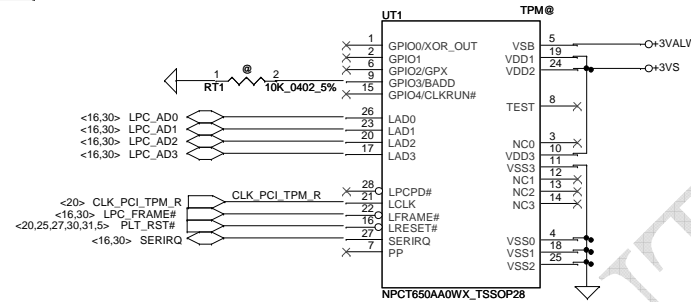 UT1 TPM@
1 GPIO0/XOR_OUT VSB 5 +3VALW
2 GPIO1 VDD1 19
6 GPIO2/GPX VDD2 24 +3VS
1 @ 2 9 GPIO3/BADD
RT1 10K_0402_5% 15 GPIO4/CLKRUN#
TEST 8
<16,30> LPC_AD0 26 LAD0
<16,30> LPC_AD1 23 LAD1
<16,30> LPC_AD2 20 LAD2 NC0 3
<16,30> LPC_AD3 17 LAD3 VDD3 10
VSS3 11
NC1 12
28 LPCPD# NC2 13
<20> CLK_PCI_TPM_R CLK_PCI_TPM_R 21 LCLK NC3 14
<16,30> LPC_FRAME# 22 LFRAME#
<20,25,27,30,31,5> PLT_RST# 16 LRESET#
<16,30> SERIRQ 27 SERIRQ VSS0 4
7 PP VSS1 18
VSS2 25
NPCT650AA0WX_TSSOP28